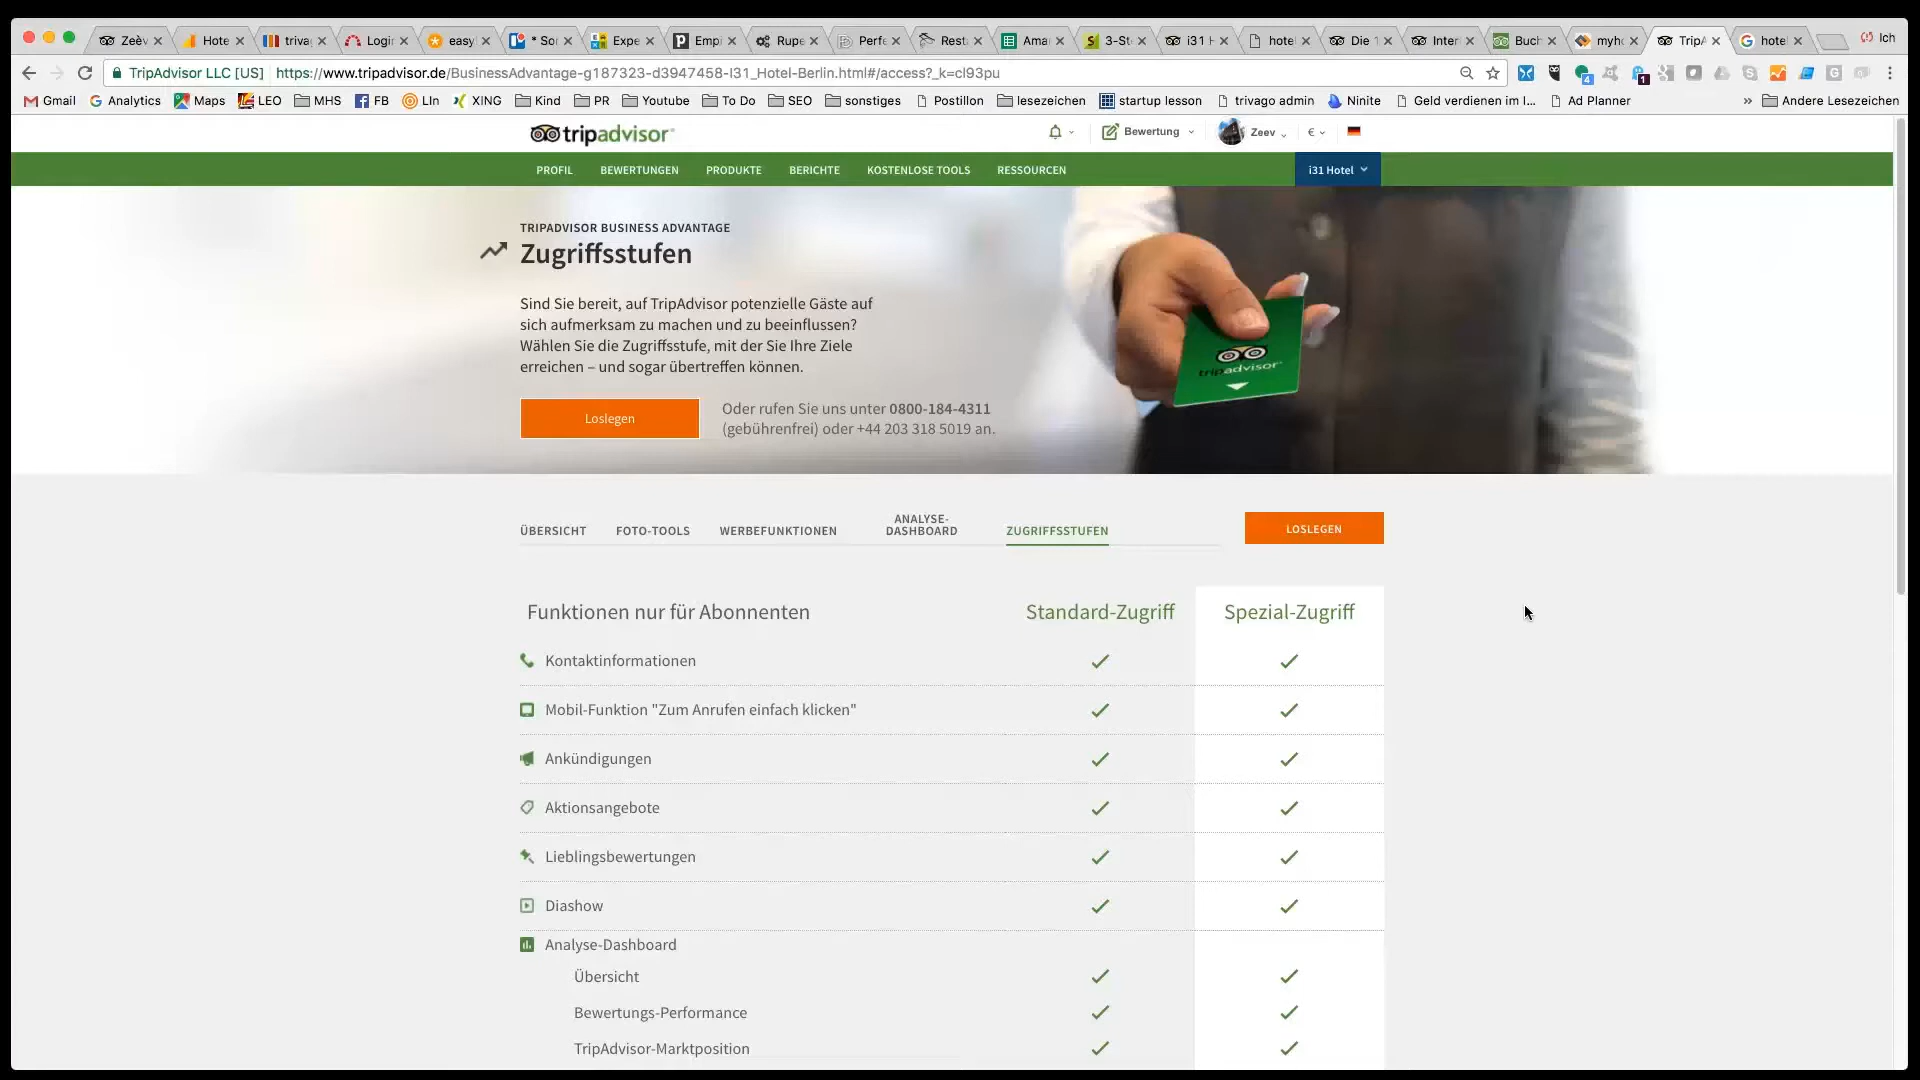 Zeèv
Hote
triva
Login
easy
* So
Expe
Empi
Rupe
Perfe
Rest
Ama
3-St
i31 H
hotel
Die 1
Inter
Buch
myho
TripA
hotel
Ich
TripAdvisor LLC [US]
https://www.tripadvisor.de/BusinessAdvantage-g187323-d3947458-I31_Hotel-Berlin.html#/access?_k=cl93pu
4
1
Gmail
Analytics
Maps
LEO
MHS
FB
LIn
XING
Kind
PR
Youtube
To Do
SEO
sonstiges
Postillon
lesezeichen
startup lesson
trivago admin
Ninite
Geld verdienen im I...
Ad Planner
»
Andere Lesezeichen
tripadvisor
Bewertung
Zeev
€
PROFIL
BEWERTUNGEN
PRODUKTE
BERICHTE
KOSTENLOSE TOOLS
RESSOURCEN
i31 Hotel
TRIPADVISOR BUSINESS ADVANTAGE
Zugriffsstufen
Sind Sie bereit, auf TripAdvisor potenzielle Gäste auf
sich aufmerksam zu machen und zu beeinflussen?
Wählen Sie die Zugriffsstufe, mit der Sie Ihre Ziele
erreichen – und sogar übertreffen können.
Loslegen
Oder rufen Sie uns unter 0800-184-4311
(gebührenfrei) oder +44 203 318 5019 an.
tripadvisor
ÜBERSICHT
FOTO-TOOLS
WERBEFUNKTIONEN
ANALYSE-
DASHBOARD
ZUGRIFFSSTUFEN
LOSLEGEN
Funktionen nur für Abonnenten
Standard-Zugriff
Spezial-Zugriff
Kontaktinformationen
Mobil-Funktion "Zum Anrufen einfach klicken"
Ankündigungen
Aktionsangebote
Lieblingsbewertungen
Diashow
Analyse-Dashboard
Übersicht
Bewertungs-Performance
TripAdvisor-Marktposition